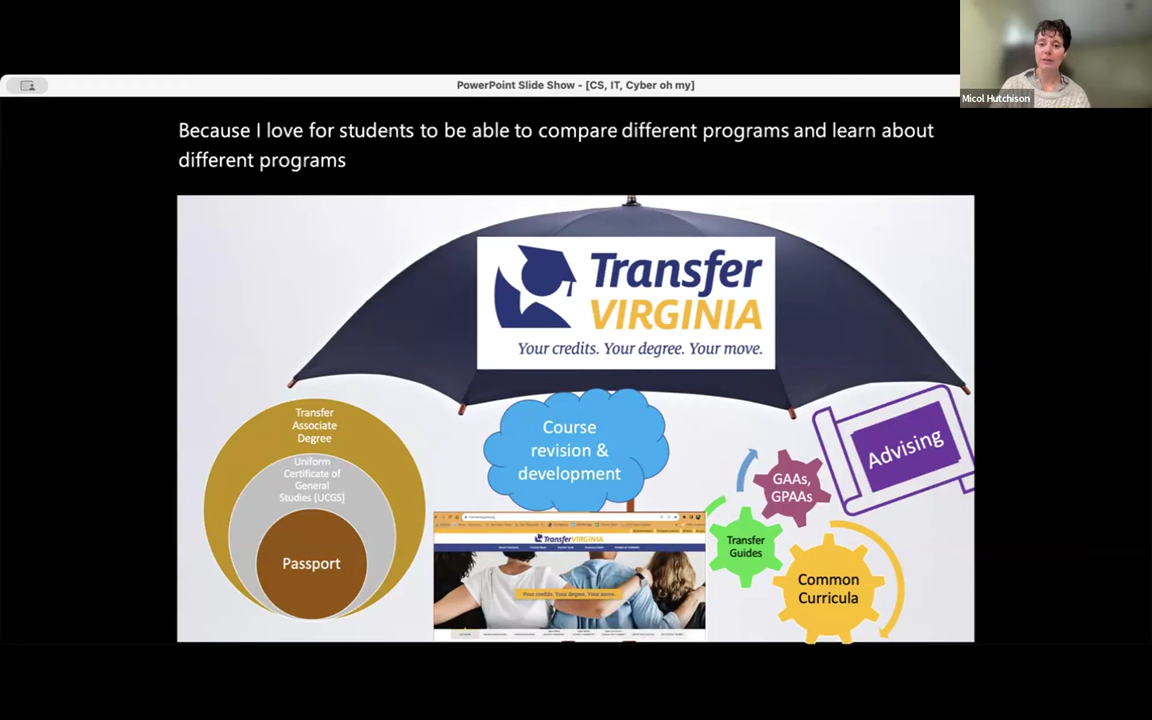 PowerPoint Slide Show - [CS, IT, Cyber oh my]
Micol Hutchison
Because I love for students to be able to compare different programs and learn about
different programs
Transfer
VIRGINIA
Your credits. Your degree. Your move.
Transfer
Associate
Degree
Uniform
Certificate of
General
Studies (UCGS]
Passport
Course
revision &
development
TransferVIRGINIA
Your credits. Your degree. Your move.
GAAs,
GPAAs
Transfer
Guides
Common
Curricula
Advising